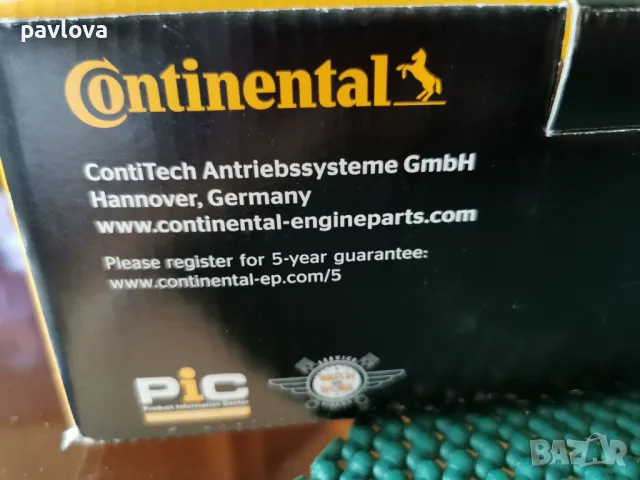 pavlova
Continental
ContiTech Antriebssysteme GmbH
Hannover, Germany
www.continental-engineparts.com
Please register for 5-year guarantee:
www.continental-ep.com/5
PiC
Product Information Center
SERVICE
BAZAR